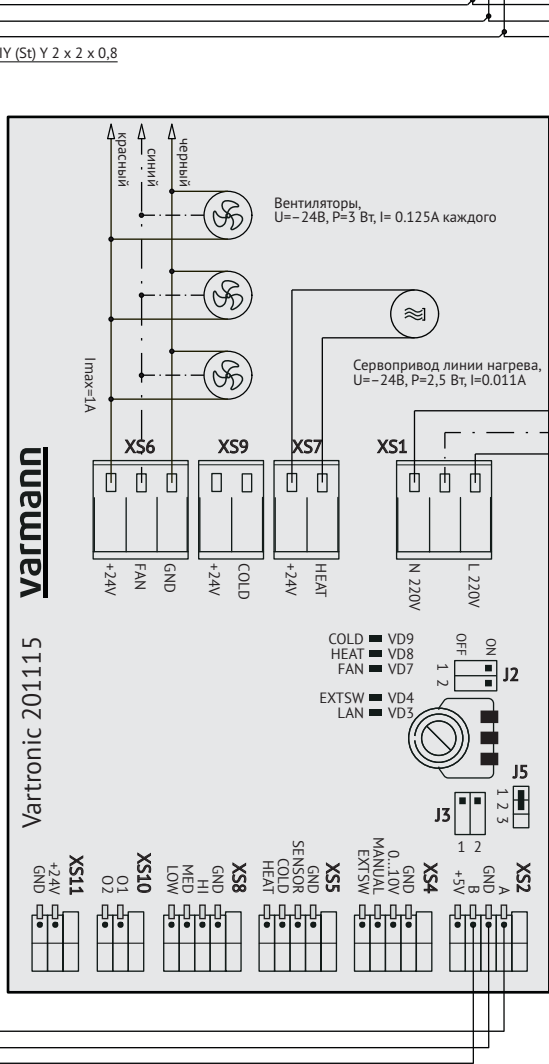 IY (St) Y 2 x 2 x 0,8
красный
синий
черный
Вентиляторы,
U=−24В, P=3 Вт, I= 0.125А каждого
Imax=1A
Сервопривод линии нагрева,
U=−24В, P=2,5 Вт, I=0.011А
XS6
XS9
XS7
XS1
+24V
FAN
GND
+24V
COLD
+24V
HEAT
N 220V
L 220V
varmann
Vartronic 201115
COLD VD9
HEAT VD8
FAN VD7
EXTSW VD4
LAN VD3
OFF
ON
1
2
J2
J5
1 2 3
J3
1 2
XS11
+24V
GND
XS10
O1
O2
XS8
GND
HI
MED
LOW
XS5
GND
SENSOR
COLD
HEAT
XS4
GND
0...10V
MANUAL
EXTSW
XS2
A
GND
B
+5V